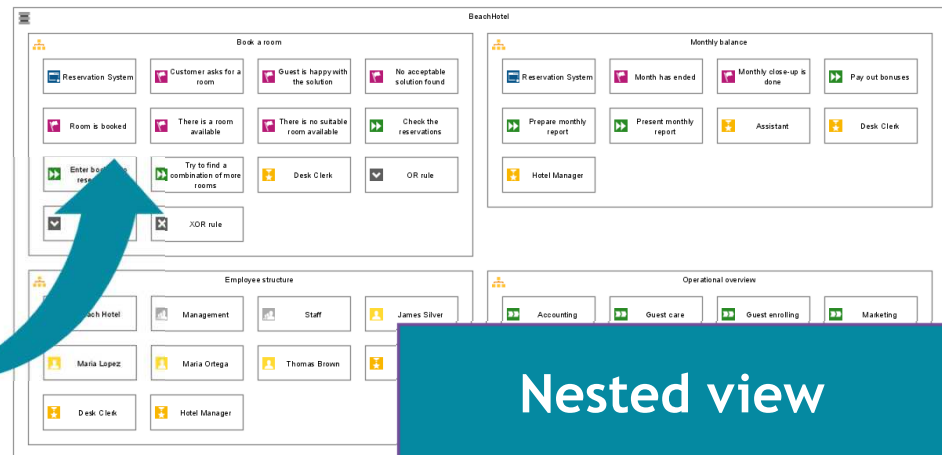 BeachHotel
Book a room
Reservation System
Customer asks for a
room
Guest is happy with
the solution
No acceptable
solution found
Room is booked
There is a room
available
There is no suitable
room available
Check the
reservations
Enter
Try to find a
combination of more
rooms
Desk Clerk
OR rule
XOR rule
Monthly balance
Reservation System
Month has ended
Monthly close-up is
done
Pay out bonuses
Prepare monthly
report
Present monthly
report
Assistant
Desk Clerk
Hotel Manager
Employee structure
Hotel
Management
Staff
James Silver
Maria Lopez
Maria Ortega
Thomas Brown
Desk Clerk
Hotel Manager
Operational overview
Accounting
Guest care
Guest enrolling
Marketing
Nested view